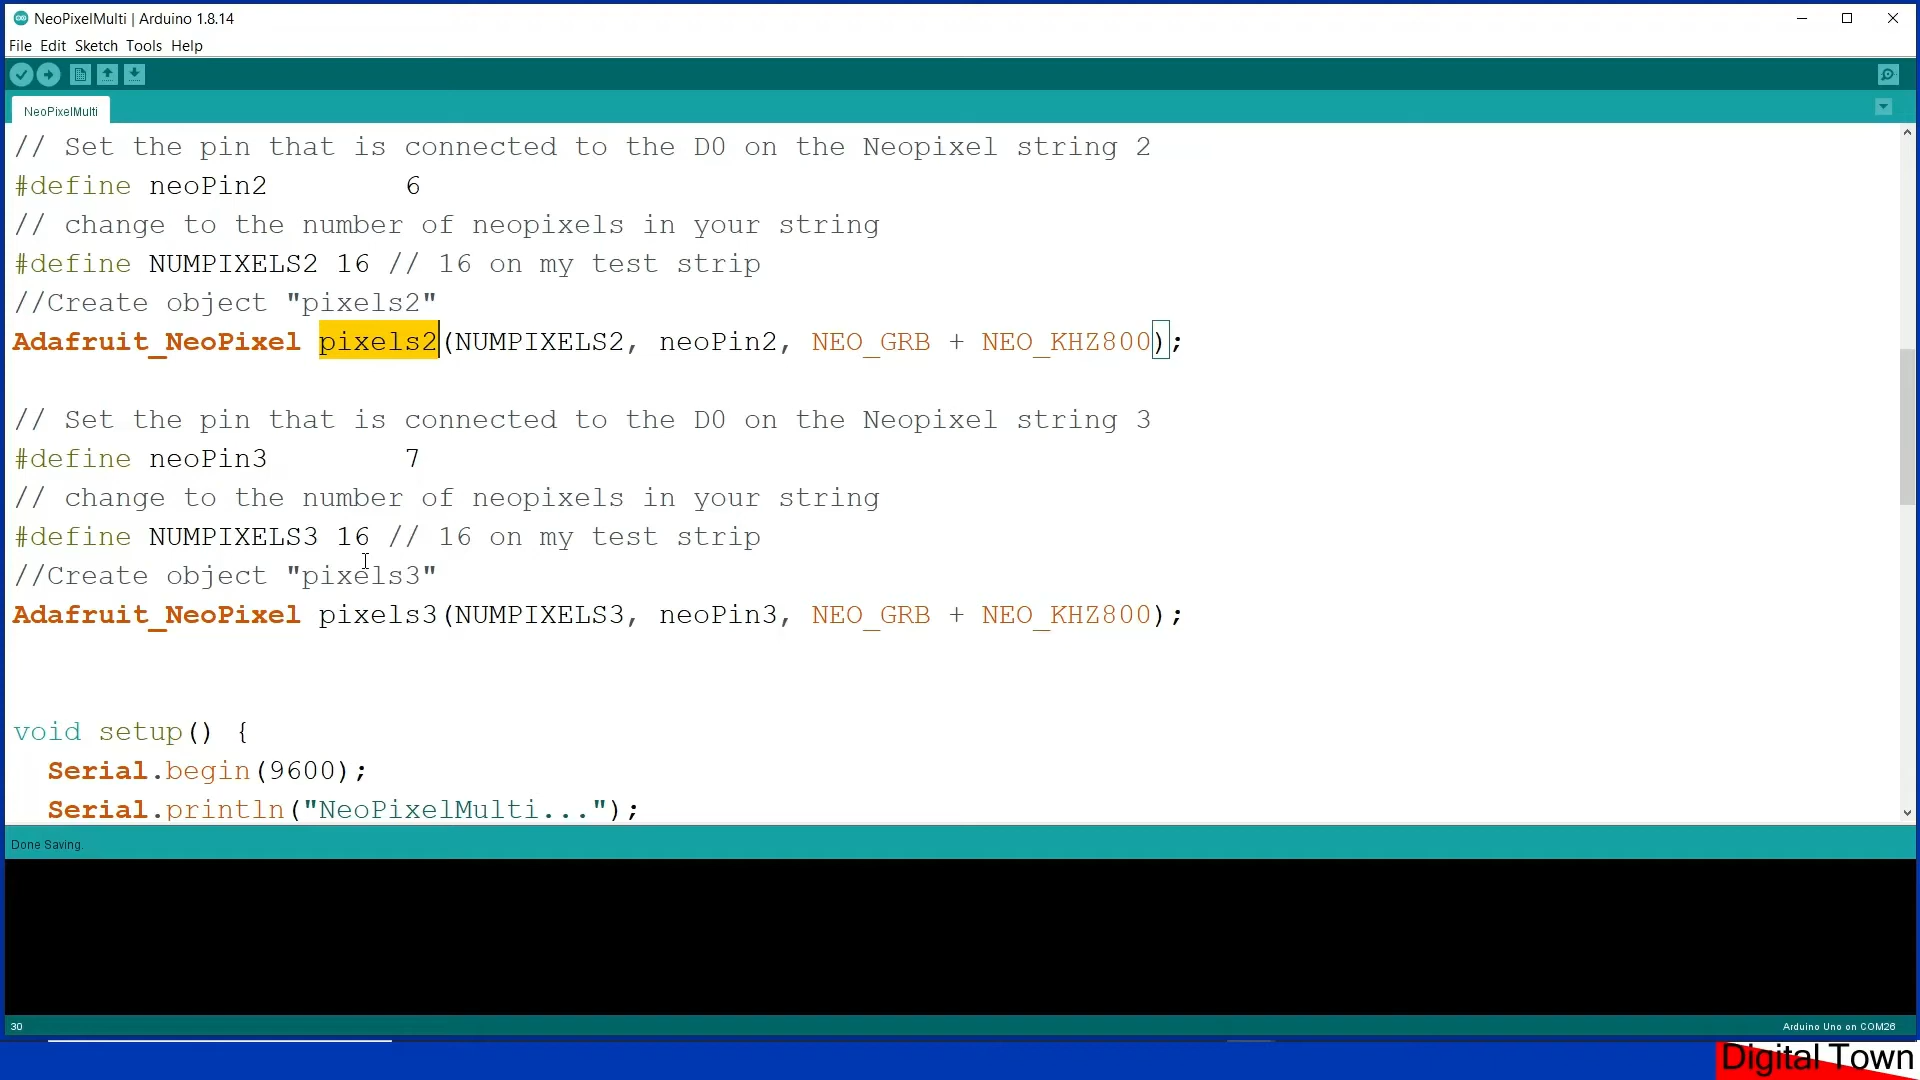 NeoPixelMulti | Arduino 1.8.14
File Edit Sketch Tools Help
NeoPixelMulti
// Set the pin that is connected to the D0 on the Neopixel string 2
#define neoPin2 6
// change to the number of neopixels in your string
#define NUMPIXELS2 16 // 16 on my test strip
//Create object "pixels2"
Adafruit_NeoPixel pixels2(NUMPIXELS2, neoPin2, NEO_GRB + NEO_KHZ800);
// Set the pin that is connected to the D0 on the Neopixel string 3
#define neoPin3 7
// change to the number of neopixels in your string
#define NUMPIXELS3 16 // 16 on my test strip
//Create object "pixels3"
Adafruit_NeoPixel pixels3(NUMPIXELS3, neoPin3, NEO_GRB + NEO_KHZ800);
void setup() {
Serial.begin(9600);
Serial.println("NeoPixelMulti...");
Done Saving.
30
Arduino Uno on COM26
Digital Town